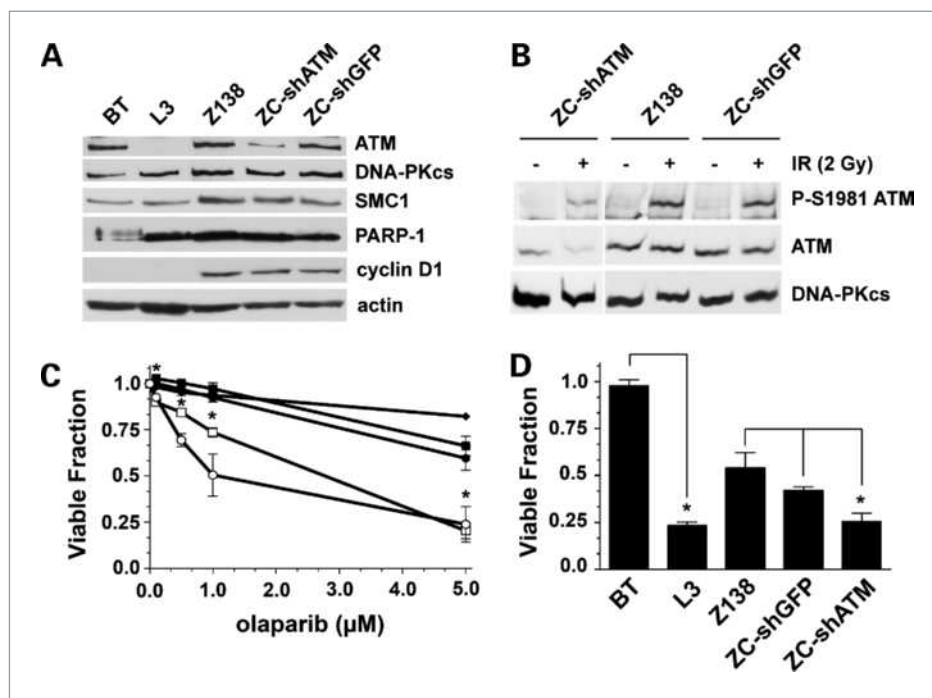 A
BT
L3
Z138
ZC-shATM
ZC-shGFP
ATM
DNA-PKcs
SMC1
PARP-1
cyclin D1
actin
B
ZC-shATM
Z138
ZC-shGFP
- + - + - + IR (2 Gy)
P-S1981 ATM
ATM
DNA-PKcs
C
Viable Fraction
1.0
0.75
0.50
0.25
0.0
* * * *
0.0 1.0 2.0 3.0 4.0 5.0
olaparib (µM)
D
Viable Fraction
1.0
0.75
0.5
0.25
0.0
* *
BT
L3
Z138
ZC-shGFP
ZC-shATM